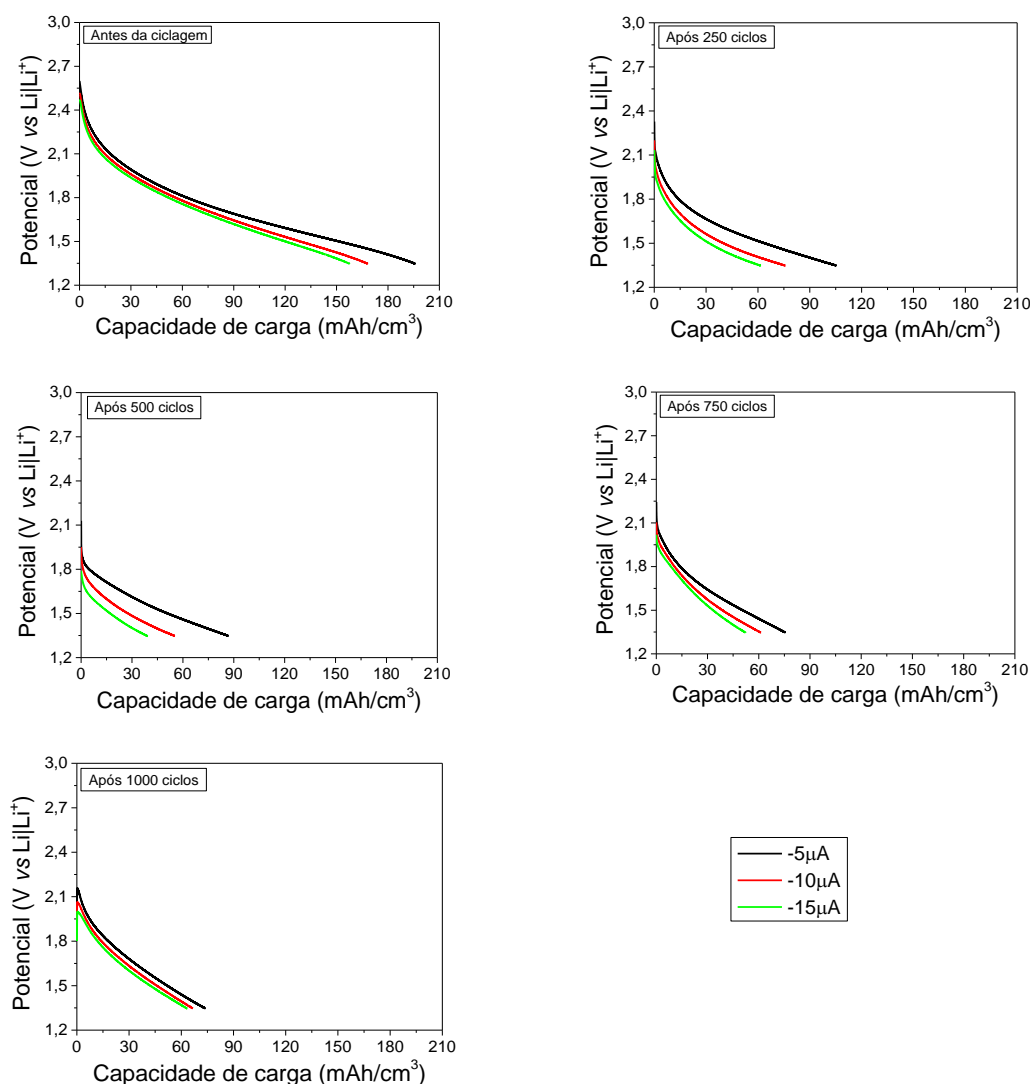 Antes da ciclagem
3,0
2,7
2,4
2,1
1,8
1,5
1,2
Potencial (V vs Li|Li⁺)
0 30 60 90 120 150 180 210
Capacidade de carga (mAh/cm³)
Após 250 ciclos
3,0
2,7
2,4
2,1
1,8
1,5
1,2
Potencial (V vs Li|Li⁺)
0 30 60 90 120 150 180 210
Capacidade de carga (mAh/cm³)
Após 500 ciclos
3,0
2,7
2,4
2,1
1,8
1,5
1,2
Potencial (V vs Li|Li⁺)
0 30 60 90 120 150 180 210
Capacidade de carga (mAh/cm³)
Após 750 ciclos
3,0
2,7
2,4
2,1
1,8
1,5
1,2
Potencial (V vs Li|Li⁺)
0 30 60 90 120 150 180 210
Capacidade de carga (mAh/cm³)
Após 1000 ciclos
3,0
2,7
2,4
2,1
1,8
1,5
1,2
Potencial (V vs Li|Li⁺)
0 30 60 90 120 150 180 210
Capacidade de carga (mAh/cm³)
-5μA
-10μA
-15μA